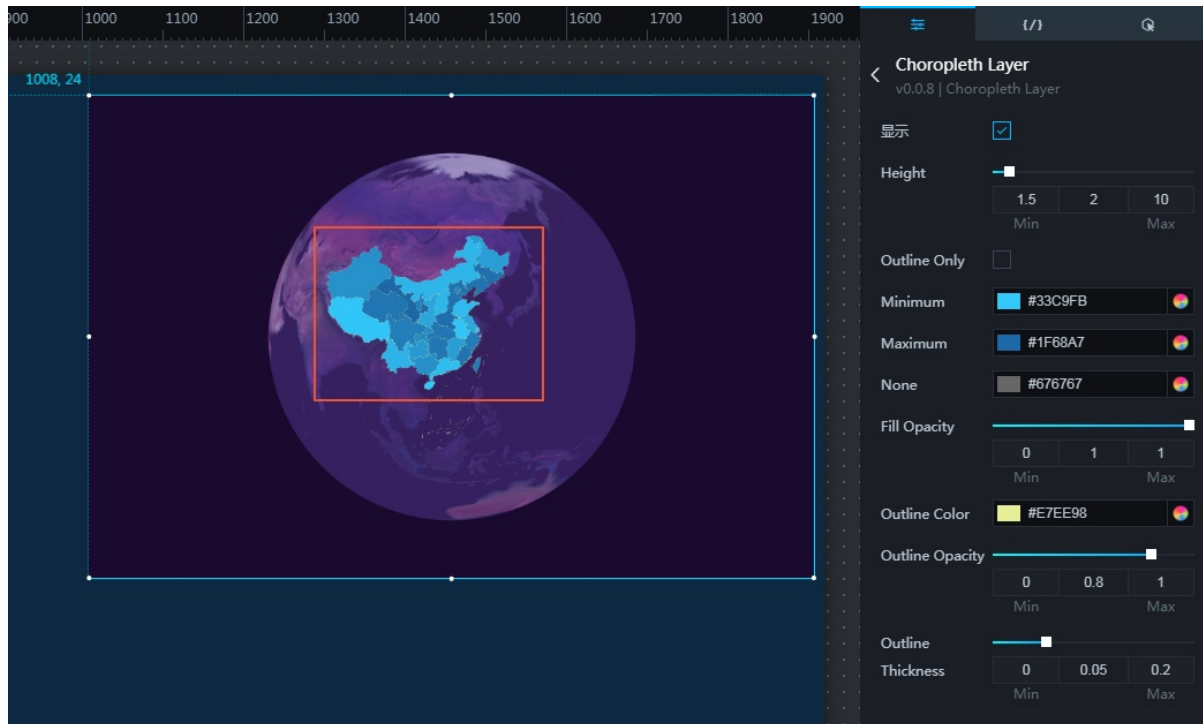 900 1000 1100 1200 1300 1400 1500 1600 1700 1800 1900
1008, 24
{/}
Choropleth Layer
v0.0.8 | Choropleth Layer
显示
Height
1.5 2 10
Min Max
Outline Only
Minimum #33C9FB
Maximum #1F68A7
None #676767
Fill Opacity
0 1 1
Min Max
Outline Color #E7EE98
Outline Opacity
0 0.8 1
Min Max
Outline
Thickness 0 0.05 0.2
Min Max